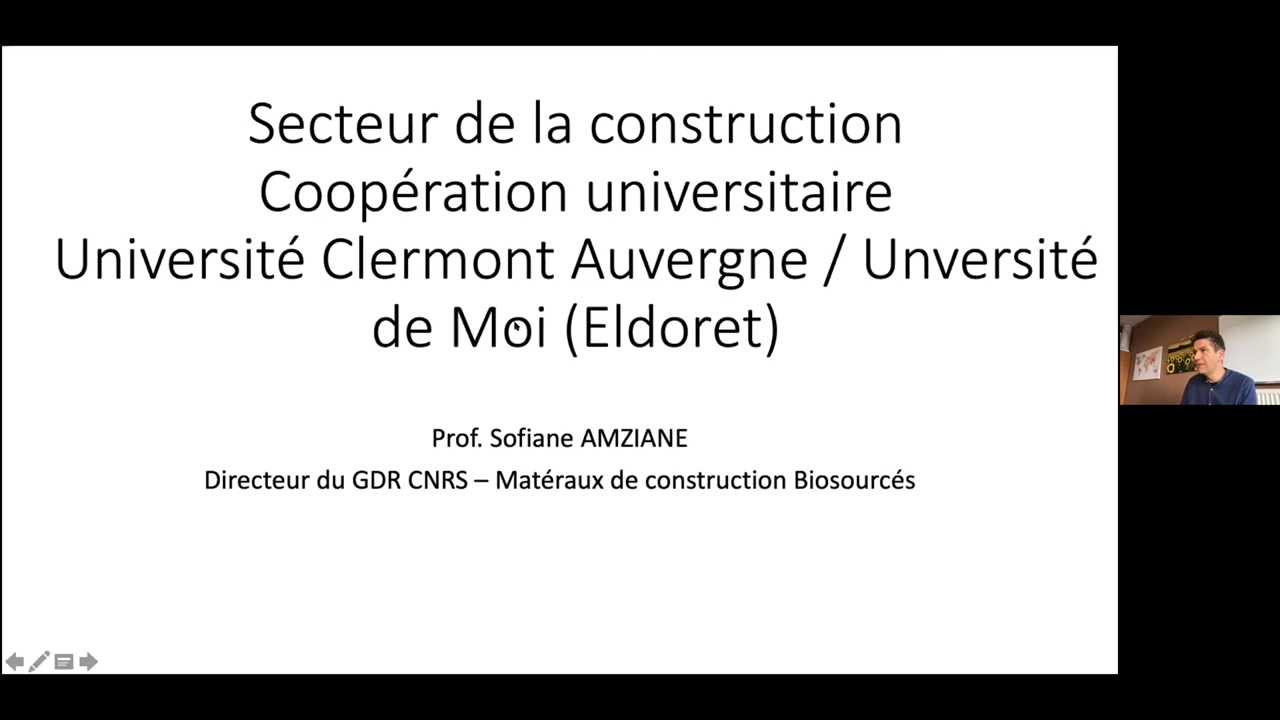 Secteur de la construction
Coopération universitaire
Université Clermont Auvergne / Unversité
de Moi (Eldoret)
Prof. Sofiane AMZIANE
Directeur du GDR CNRS – Matéraux de construction Biosourcés